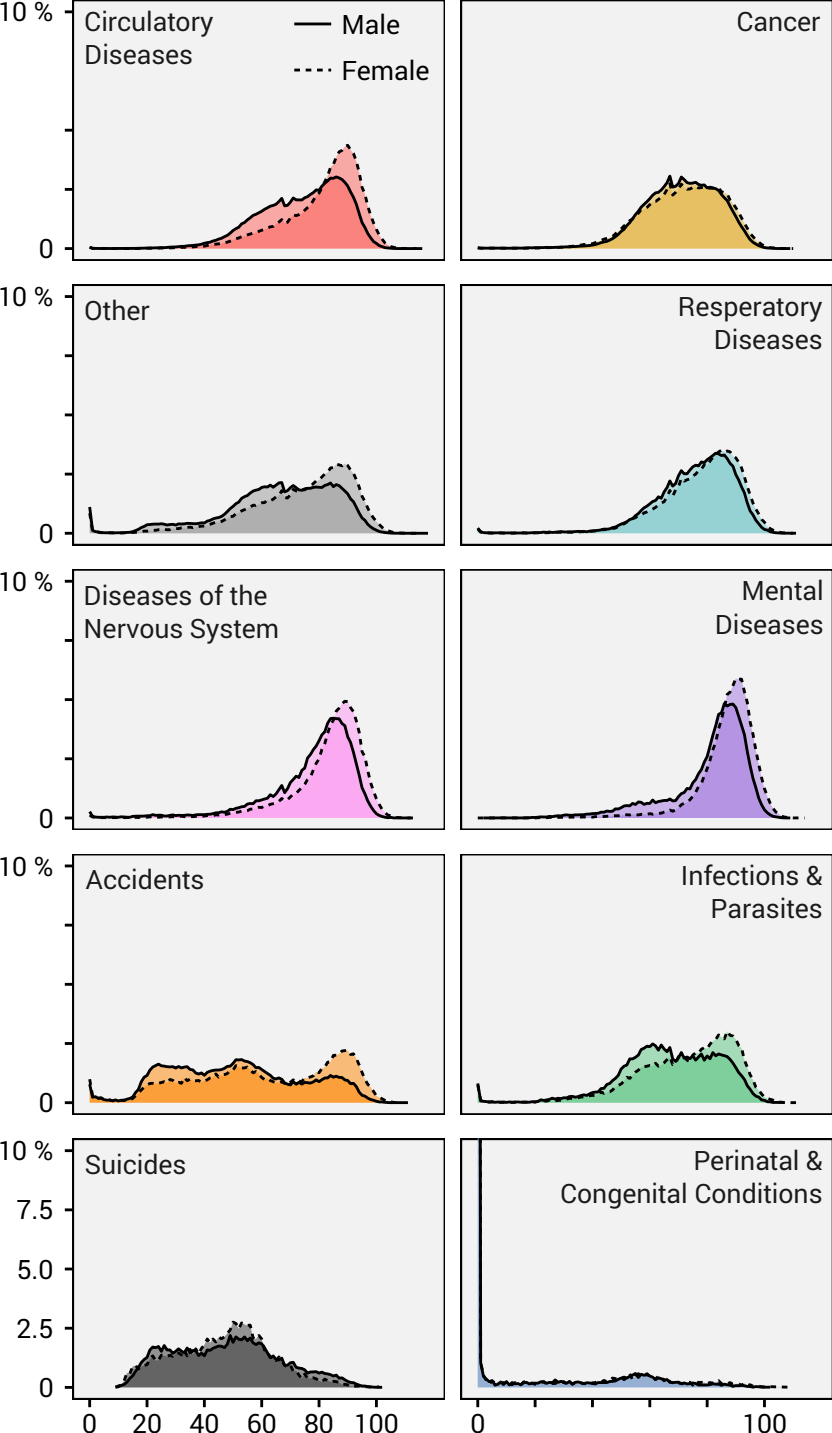 10 %
Circulatory
Diseases
Male
Female
Cancer
0
10 %
Other
Resperatory
Diseases
0
10 %
Diseases of the
Nervous System
Mental
Diseases
0
10 %
Accidents
Infections &
Parasites
0
10 %
Suicides
Perinatal &
Congenital Conditions
7.5
5.0
2.5
0
0 20 40 60 80 100 0 100